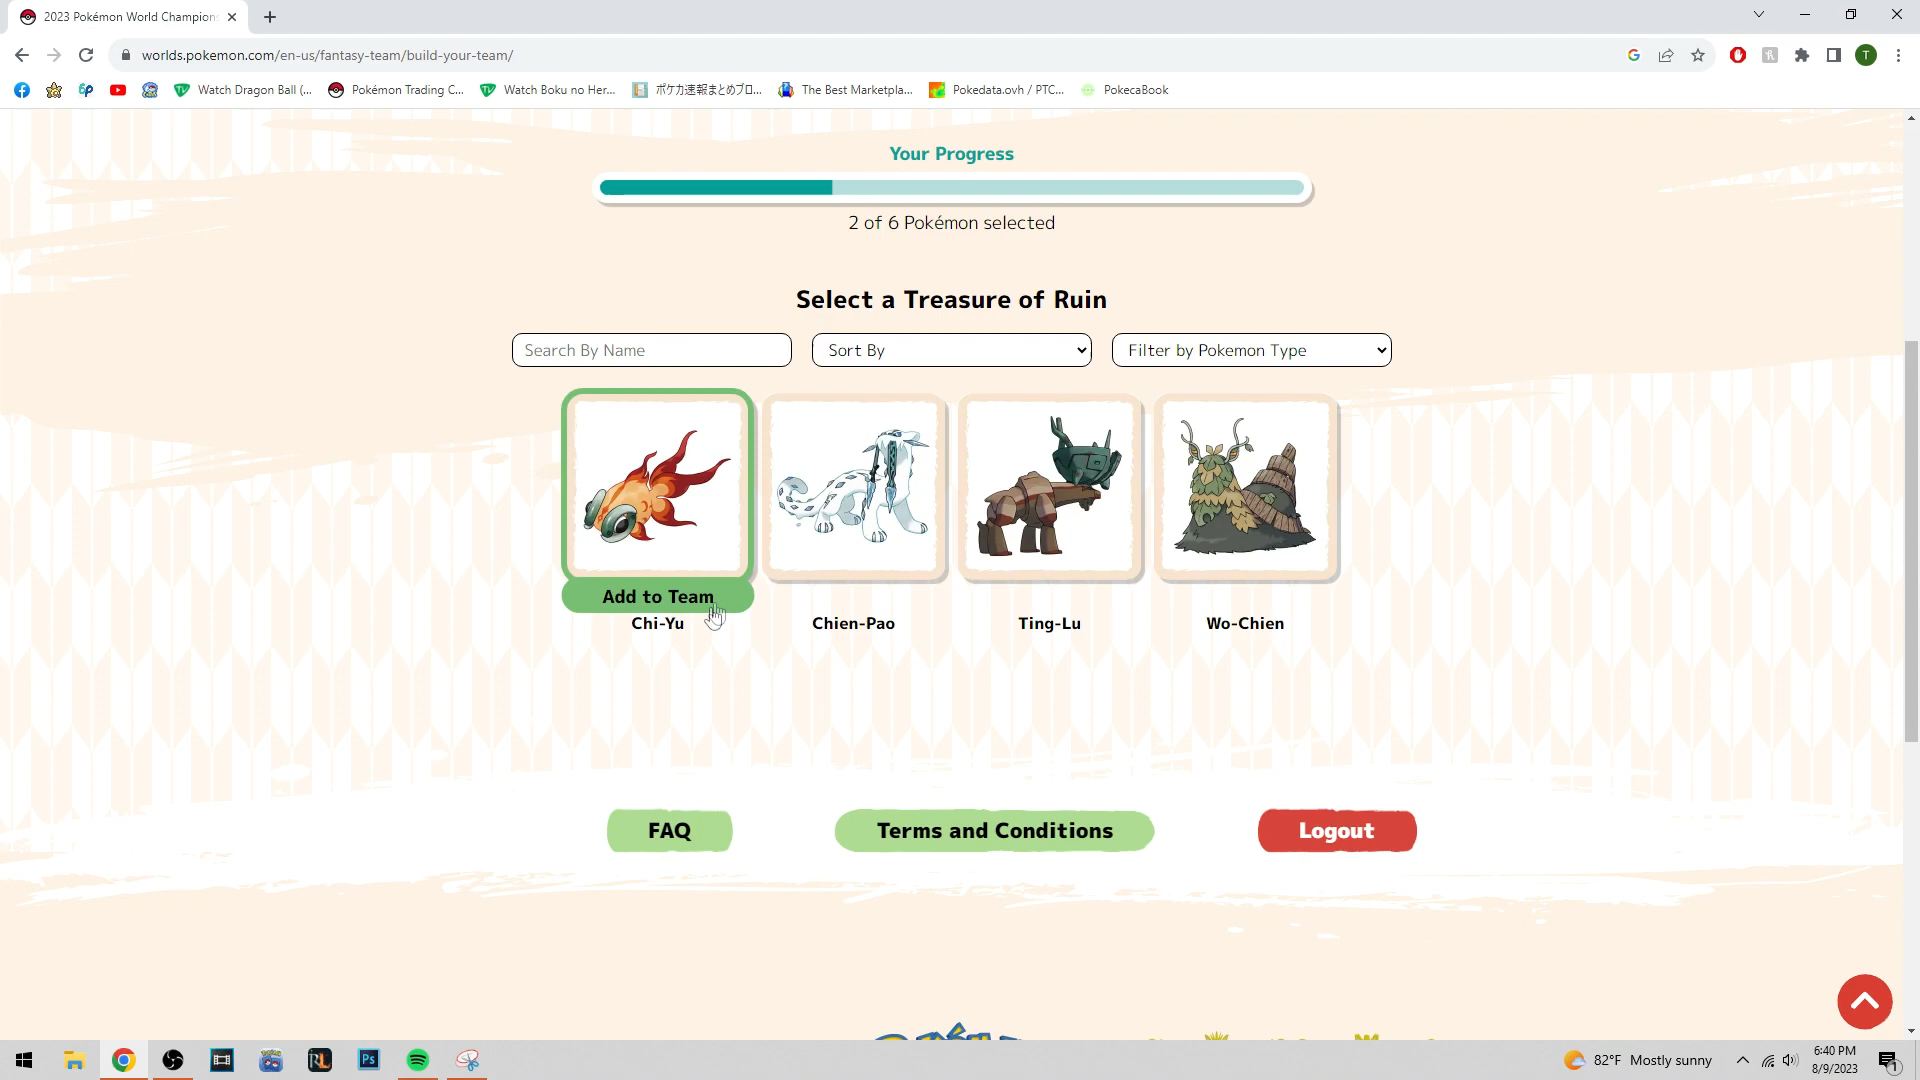 2023 Pokémon World Champion
worlds.pokemon.com/en-us/fantasy-team/build-your-team/
T
Watch Dragon Ball (...
Pokémon Trading C...
Watch Boku no Her...
ポケカ速報まとめブロ...
The Best Marketpla...
Pokedata.ovh / PTC...
PokecaBook
Your Progress
2 of 6 Pokémon selected
Select a Treasure of Ruin
Search By Name
Sort By
Filter by Pokemon Type
Add to Team
Chi-Yu
Chien-Pao
Ting-Lu
Wo-Chien
FAQ
Terms and Conditions
Logout
RL
Ps
82°F Mostly sunny
6:40 PM
8/9/2023
1